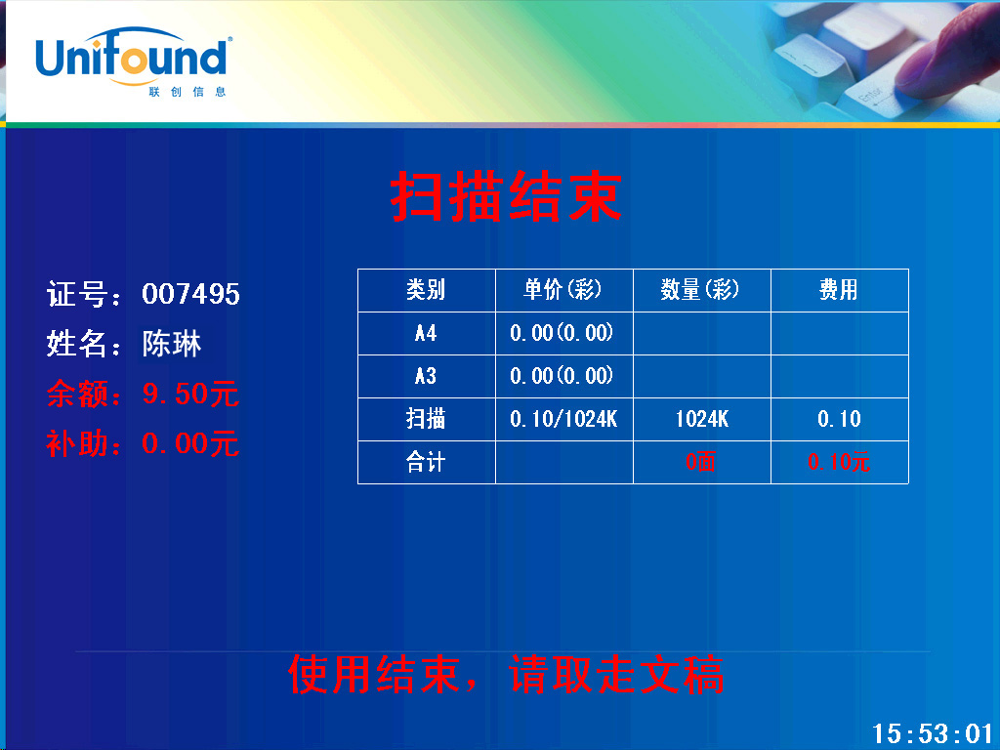 Unifound
联创信息
扫描结束
证号：007495
姓名：陈琳
余额：9.50元
补助：0.00元
类别 单价(彩) 数量(彩) 费用
A4 0.00(0.00)
A3 0.00(0.00)
扫描 0.10/1024K 1024K 0.10
合计 0面 0.10元
使用结束，请取走文稿
15:53:01